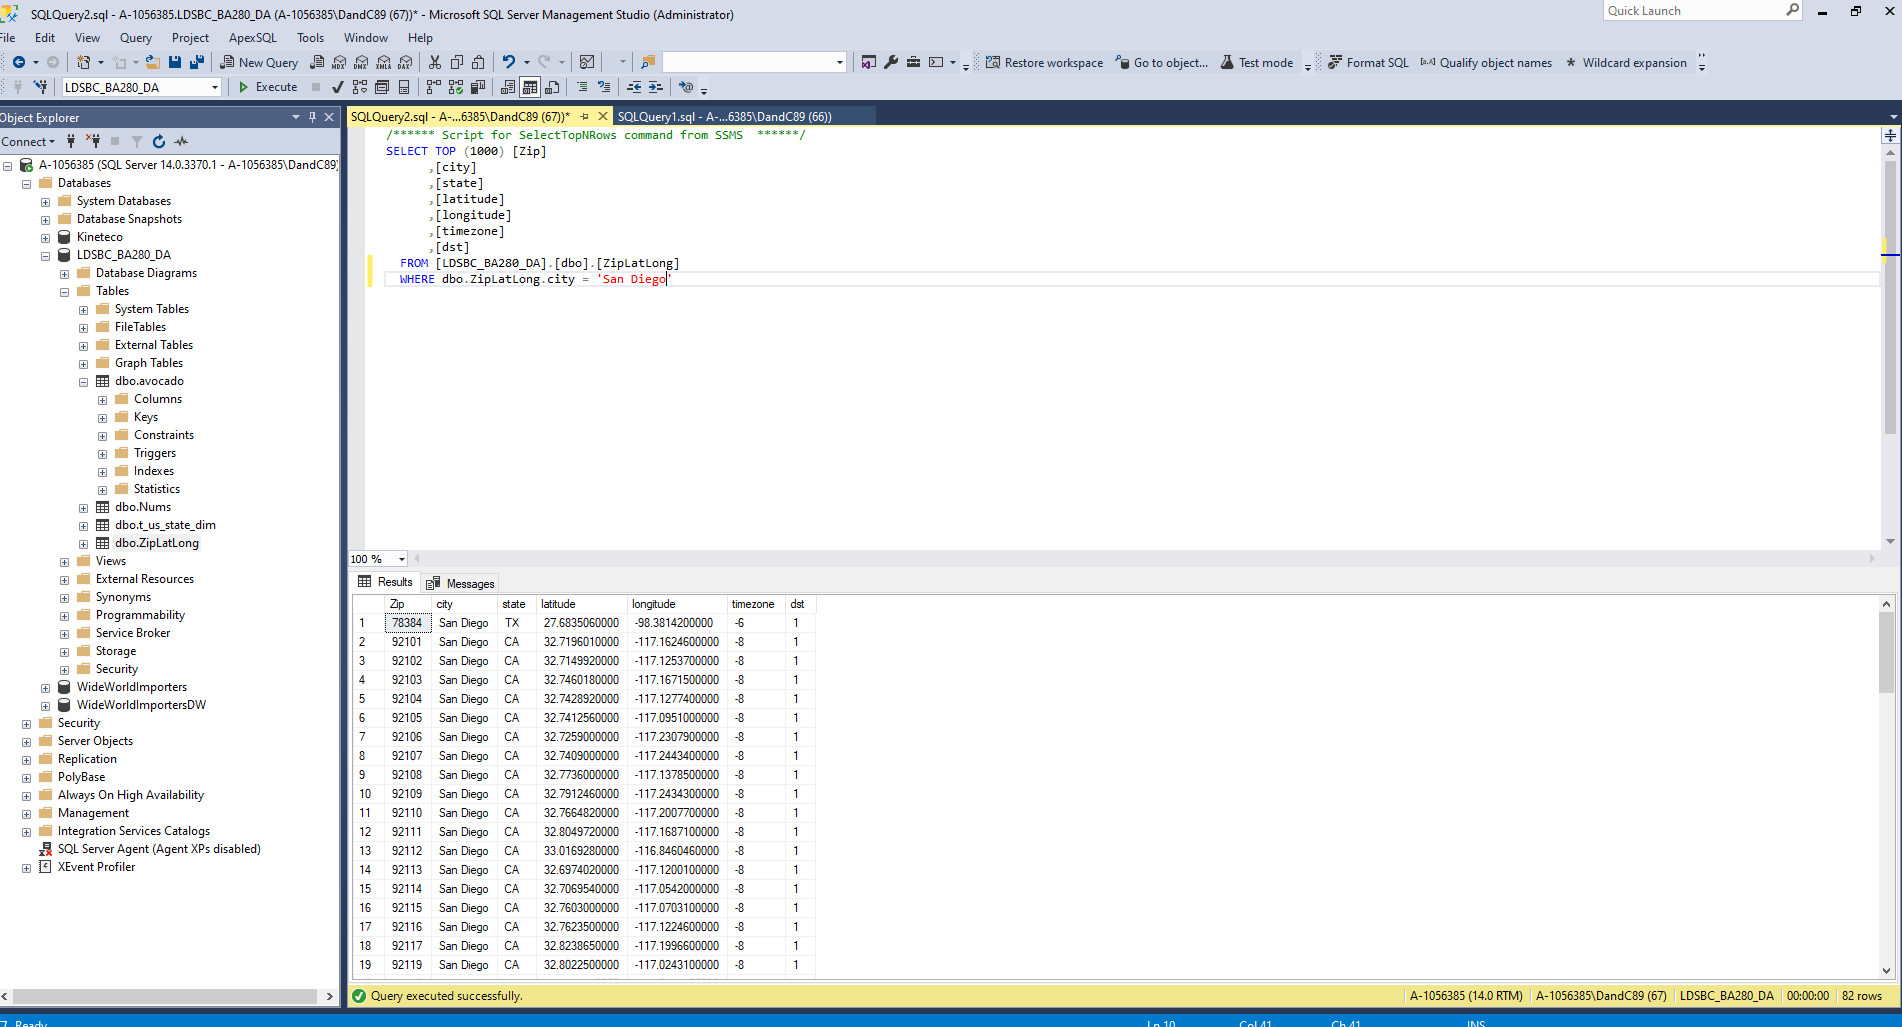 SQLQuery2.sql - A-1056385.LDSBC_BA280_DA (A-1056385\DandC89 (67))* - Microsoft SQL Server Management Studio (Administrator)
Quick Launch
File Edit View Query Project ApexSQL Tools Window Help
New Query MDX DMX XMLA DAX Restore workspace Go to object... Test mode Format SQL [a.A] Qualify object names * Wildcard expansion
LDSBC_BA280_DA Execute
Object Explorer
SQLQuery2.sql - A-...6385\DandC89 (67))* SQLQuery1.sql - A-...6385\DandC89 (66))
Connect
A-1056385 (SQL Server 14.0.3370.1 - A-1056385\DandC89)
Databases
System Databases
Database Snapshots
Kineteco
LDSBC_BA280_DA
Database Diagrams
Tables
System Tables
FileTables
External Tables
Graph Tables
dbo.avocado
Columns
Keys
Constraints
Triggers
Indexes
Statistics
dbo.Nums
dbo.t_us_state_dim
dbo.ZipLatLong
Views
External Resources
Synonyms
Programmability
Service Broker
Storage
Security
WideWorldImporters
WideWorldImportersDW
Security
Server Objects
Replication
PolyBase
Always On High Availability
Management
Integration Services Catalogs
SQL Server Agent (Agent XPs disabled)
XEvent Profiler
/****** Script for SelectTopNRows command from SSMS  ******/
SELECT TOP (1000) [Zip]
,[city]
,[state]
,[latitude]
,[longitude]
,[timezone]
,[dst]
FROM [LDSBC_BA280_DA].[dbo].[ZipLatLong]
WHERE dbo.ZipLatLong.city = 'San Diego'
100 %
Results Messages
Zip city state latitude longitude timezone dst
1 78384 San Diego TX 27.6835060000 -98.3814200000 -6 1
2 92101 San Diego CA 32.7196010000 -117.1624600000 -8 1
3 92102 San Diego CA 32.7149920000 -117.1253700000 -8 1
4 92103 San Diego CA 32.7460180000 -117.1671500000 -8 1
5 92104 San Diego CA 32.7428920000 -117.1277400000 -8 1
6 92105 San Diego CA 32.7412560000 -117.0951000000 -8 1
7 92106 San Diego CA 32.7259000000 -117.2307900000 -8 1
8 92107 San Diego CA 32.7409000000 -117.2443400000 -8 1
9 92108 San Diego CA 32.7736000000 -117.1378500000 -8 1
10 92109 San Diego CA 32.7912460000 -117.2434300000 -8 1
11 92110 San Diego CA 32.7664820000 -117.2007700000 -8 1
12 92111 San Diego CA 32.8049720000 -117.1687100000 -8 1
13 92112 San Diego CA 33.0169280000 -116.8460460000 -8 1
14 92113 San Diego CA 32.6974020000 -117.1200100000 -8 1
15 92114 San Diego CA 32.7069540000 -117.0542000000 -8 1
16 92115 San Diego CA 32.7603000000 -117.0703100000 -8 1
17 92116 San Diego CA 32.7623500000 -117.1224600000 -8 1
18 92117 San Diego CA 32.8238650000 -117.1996600000 -8 1
19 92119 San Diego CA 32.8022500000 -117.0243100000 -8 1
Query executed successfully. A-1056385 (14.0 RTM) A-1056385\DandC89 (67) LDSBC_BA280_DA 00:00:00 82 rows
Ready Ln 10 Col 41 Ch 41 INS